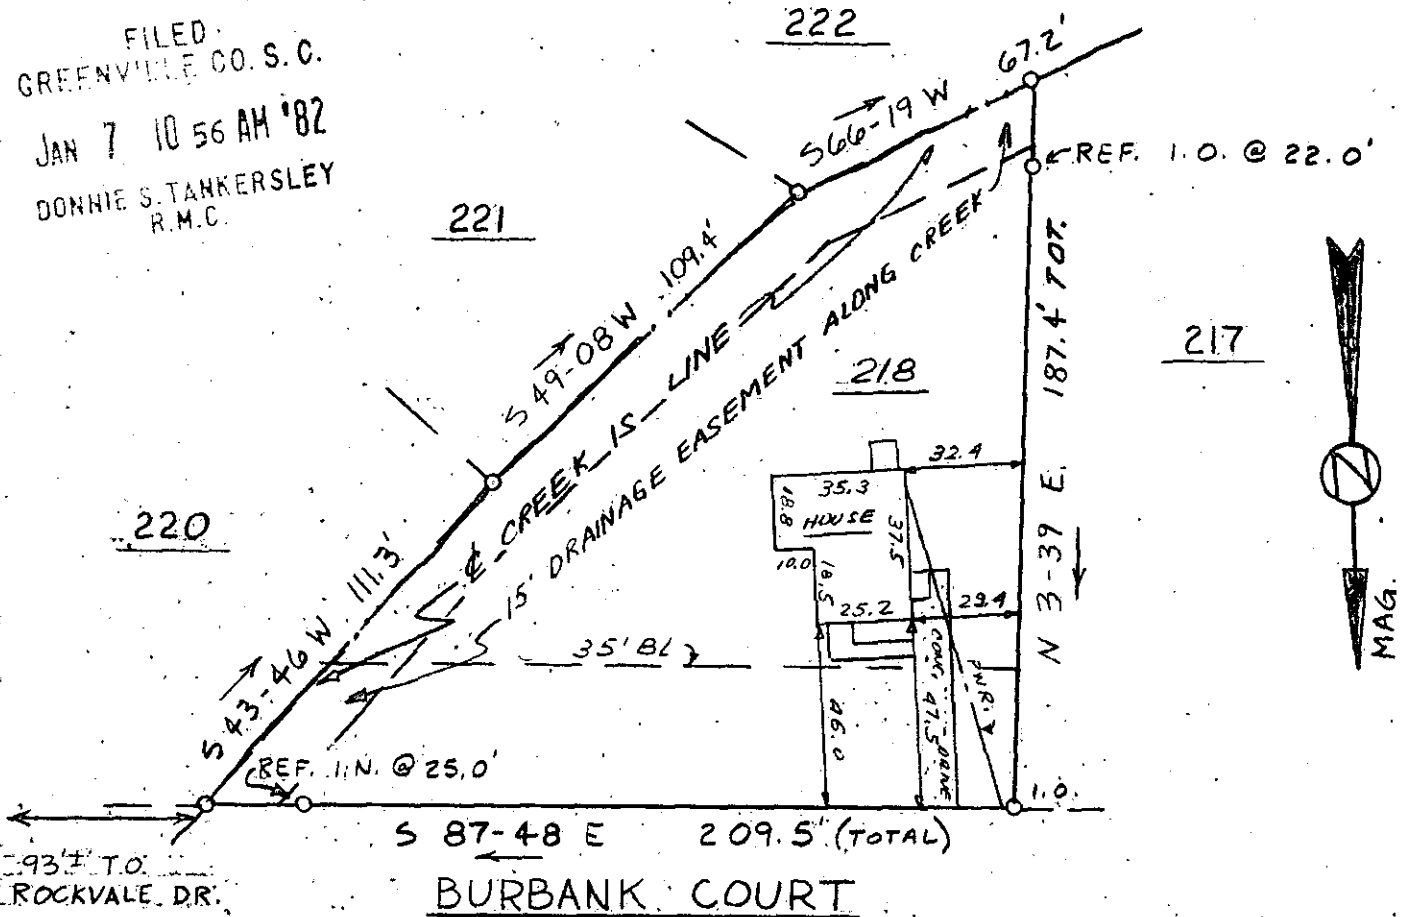 FILED
GREENVILLE CO. S. C.
JAN 7 10 56 AM '82
DONNIE S. TANKERSLEY
R.M.C.
222
67.2'
S 66-19 W
REF. I.O. @ 22.0'
221
109.4'
S 49-08 W
187.4' TOT.
N 3-39 E
217
218
220
111.3'
S 43-46 W
₵ CREEK IS LINE
15' DRAINAGE EASEMENT ALONG CREEK
32.4
35.3
HOUSE
18.8
37.5
10.0
18.5
25.2
29.4
35' BL
46.0
CONC. DRIVE
47.5
PWR.
N
MAG.
REF. I.N. @ 25.0'
I.O.
S 87-48 E 209.5' (TOTAL)
93'± TO
ROCKVALE DR.
BURBANK COURT